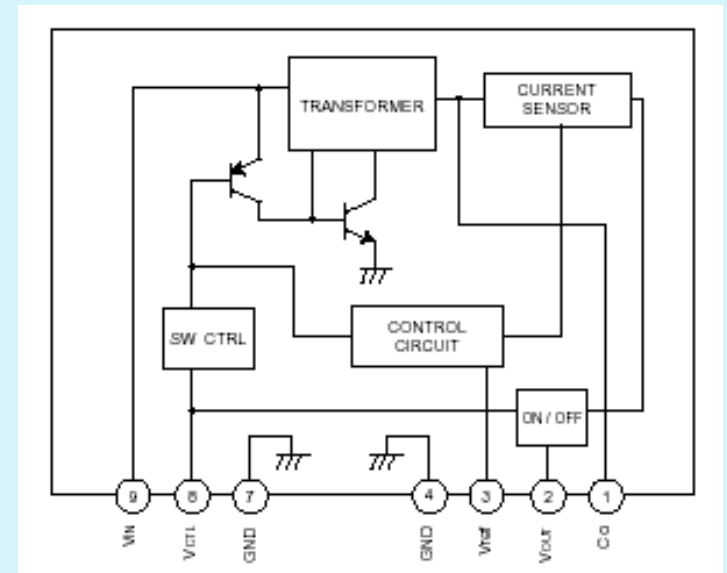 TRANSFORMER
CURRENT
SENSOR
SW CTRL
CONTROL
CIRCUIT
ON / OFF
9 8 7 4 3 2 1
VIN
VCTL
GND
GND
Vref
VOUT
CG